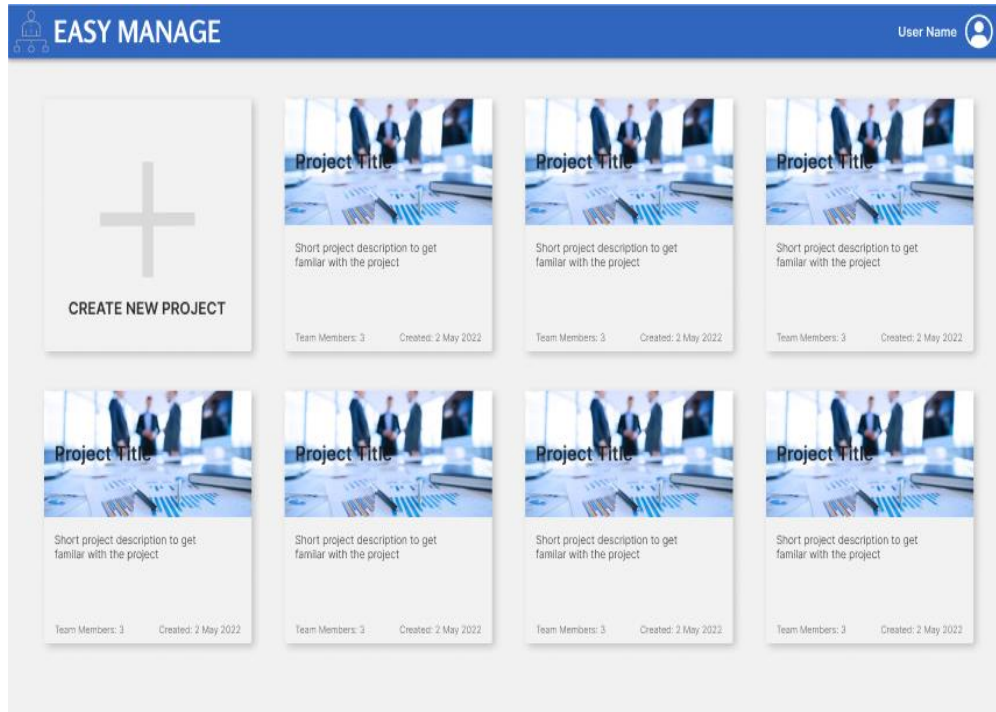 EASY MANAGE
User Name
CREATE NEW PROJECT
Project Title
Short project description to get
familar with the project
Team Members: 3 Created: 2 May 2022
Project Title
Short project description to get
familar with the project
Team Members: 3 Created: 2 May 2022
Project Title
Short project description to get
familar with the project
Team Members: 3 Created: 2 May 2022
Project Title
Short project description to get
familar with the project
Team Members: 3 Created: 2 May 2022
Project Title
Short project description to get
familar with the project
Team Members: 3 Created: 2 May 2022
Project Title
Short project description to get
familar with the project
Team Members: 3 Created: 2 May 2022
Project Title
Short project description to get
familar with the project
Team Members: 3 Created: 2 May 2022